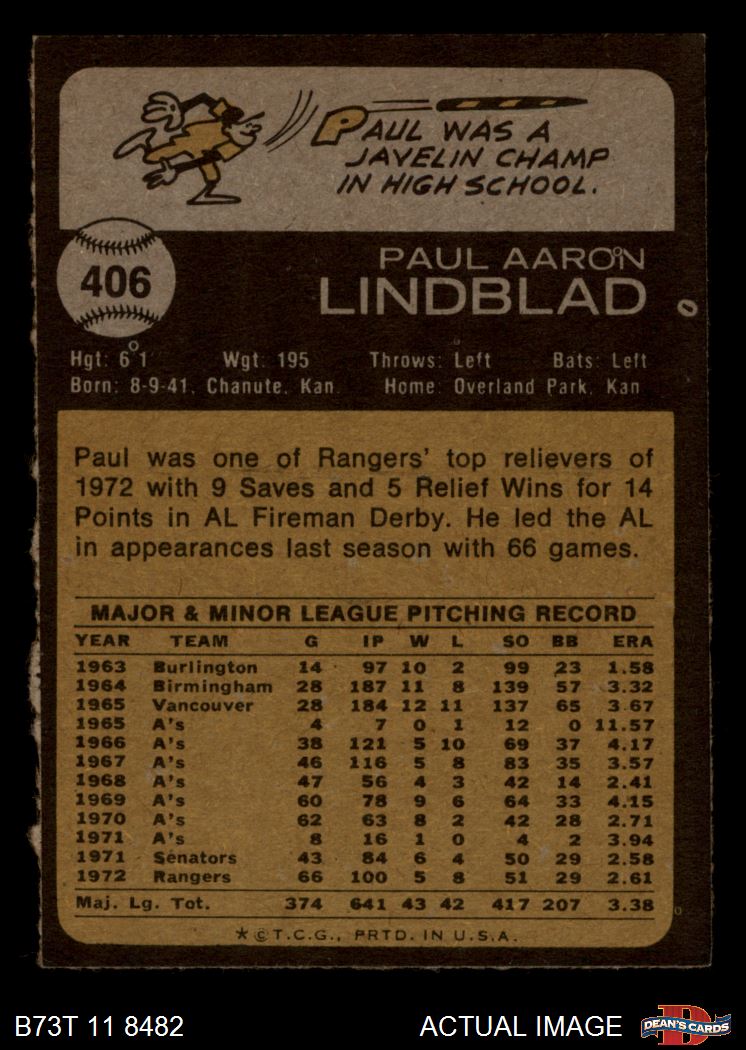 PAUL WAS A
JAVELIN CHAMP
IN HIGH SCHOOL.
406
PAUL AARON
LINDBLAD
Hgt: 6'1 Wgt: 195 Throws: Left Bats: Left
Born: 8-9-41, Chanute, Kan. Home: Overland Park, Kan
Paul was one of Rangers' top relievers of
1972 with 9 Saves and 5 Relief Wins for 14
Points in AL Fireman Derby. He led the AL
in appearances last season with 66 games.
MAJOR & MINOR LEAGUE PITCHING RECORD
YEAR TEAM G IP W L SO BB ERA
1963 Burlington 14 97 10 2 99 23 1.58
1964 Birmingham 28 187 11 8 139 57 3.32
1965 Vancouver 28 184 12 11 137 65 3.67
1965 A's 4 7 0 1 12 0 11.57
1966 A's 38 121 5 10 69 37 4.17
1967 A's 46 116 5 8 83 35 3.57
1968 A's 47 56 4 3 42 14 2.41
1969 A's 60 78 9 6 64 33 4.15
1970 A's 62 63 8 2 42 28 2.71
1971 A's 8 16 1 0 4 2 3.94
1971 Senators 43 84 6 4 50 29 2.58
1972 Rangers 66 100 5 8 51 29 2.61
Maj. Lg. Tot. 374 641 43 42 417 207 3.38
★ © T.C.G., PRTD. IN U.S.A.
B73T 11 8482 ACTUAL IMAGE D DEAN'S CARDS